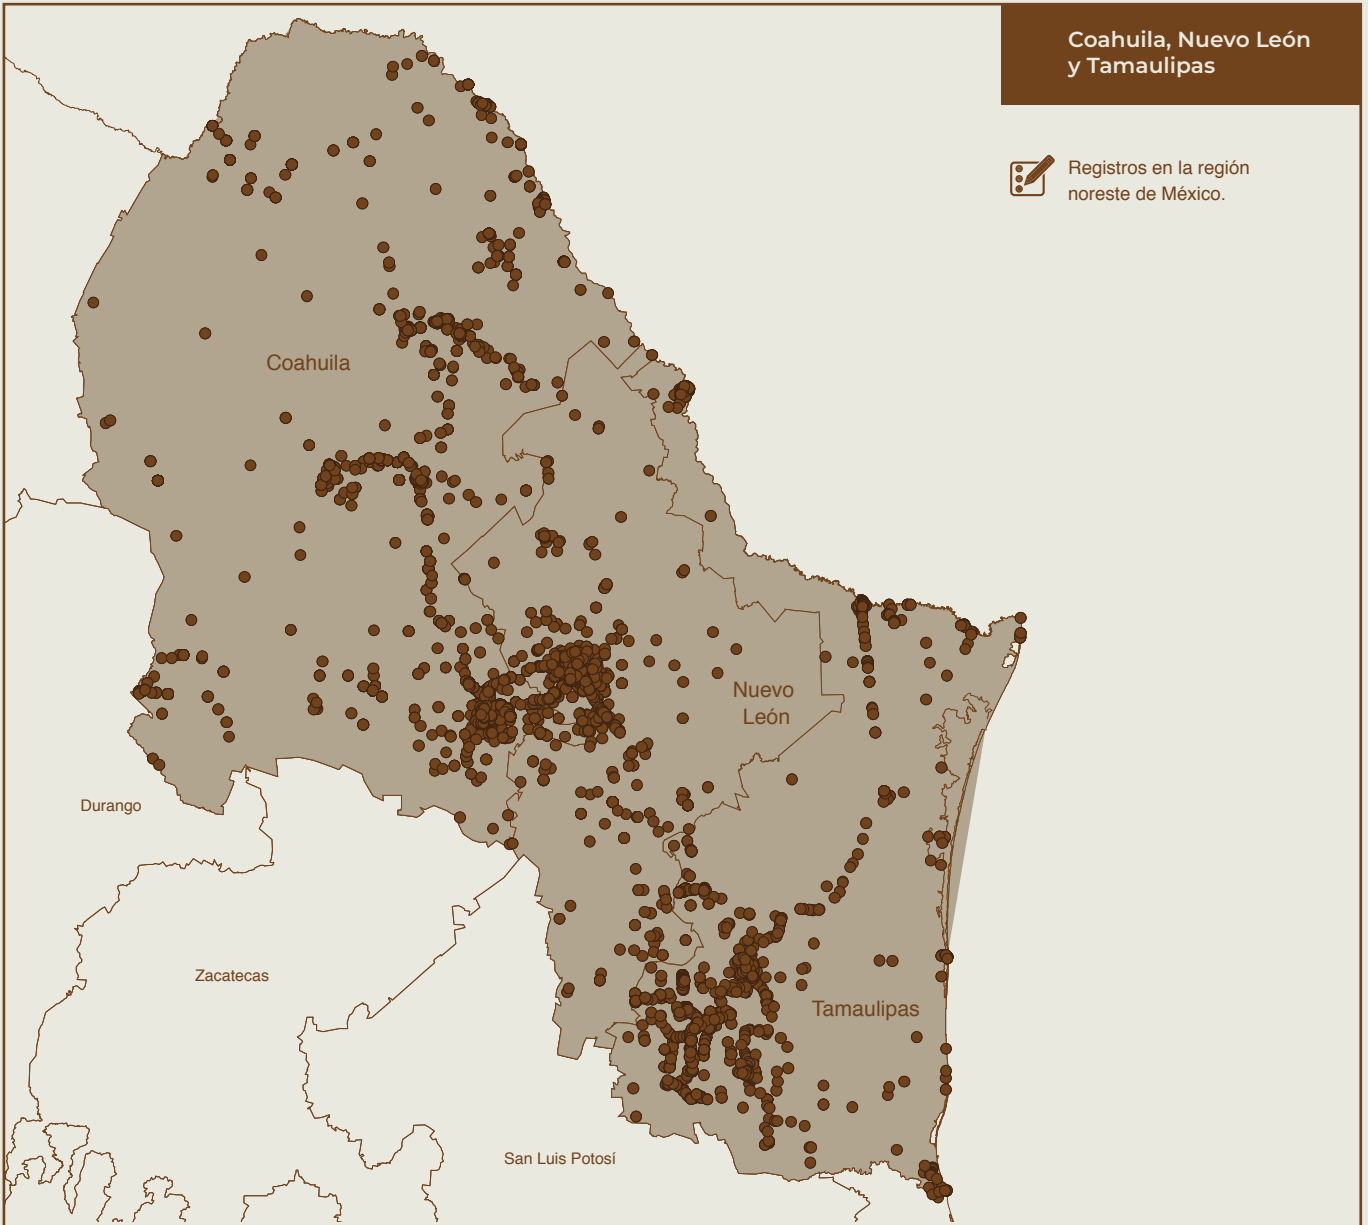 Coahuila, Nuevo León
y Tamaulipas
Registros en la región
noreste de México.
Coahuila
Nuevo
León
Durango
Zacatecas
Tamaulipas
San Luis Potosí